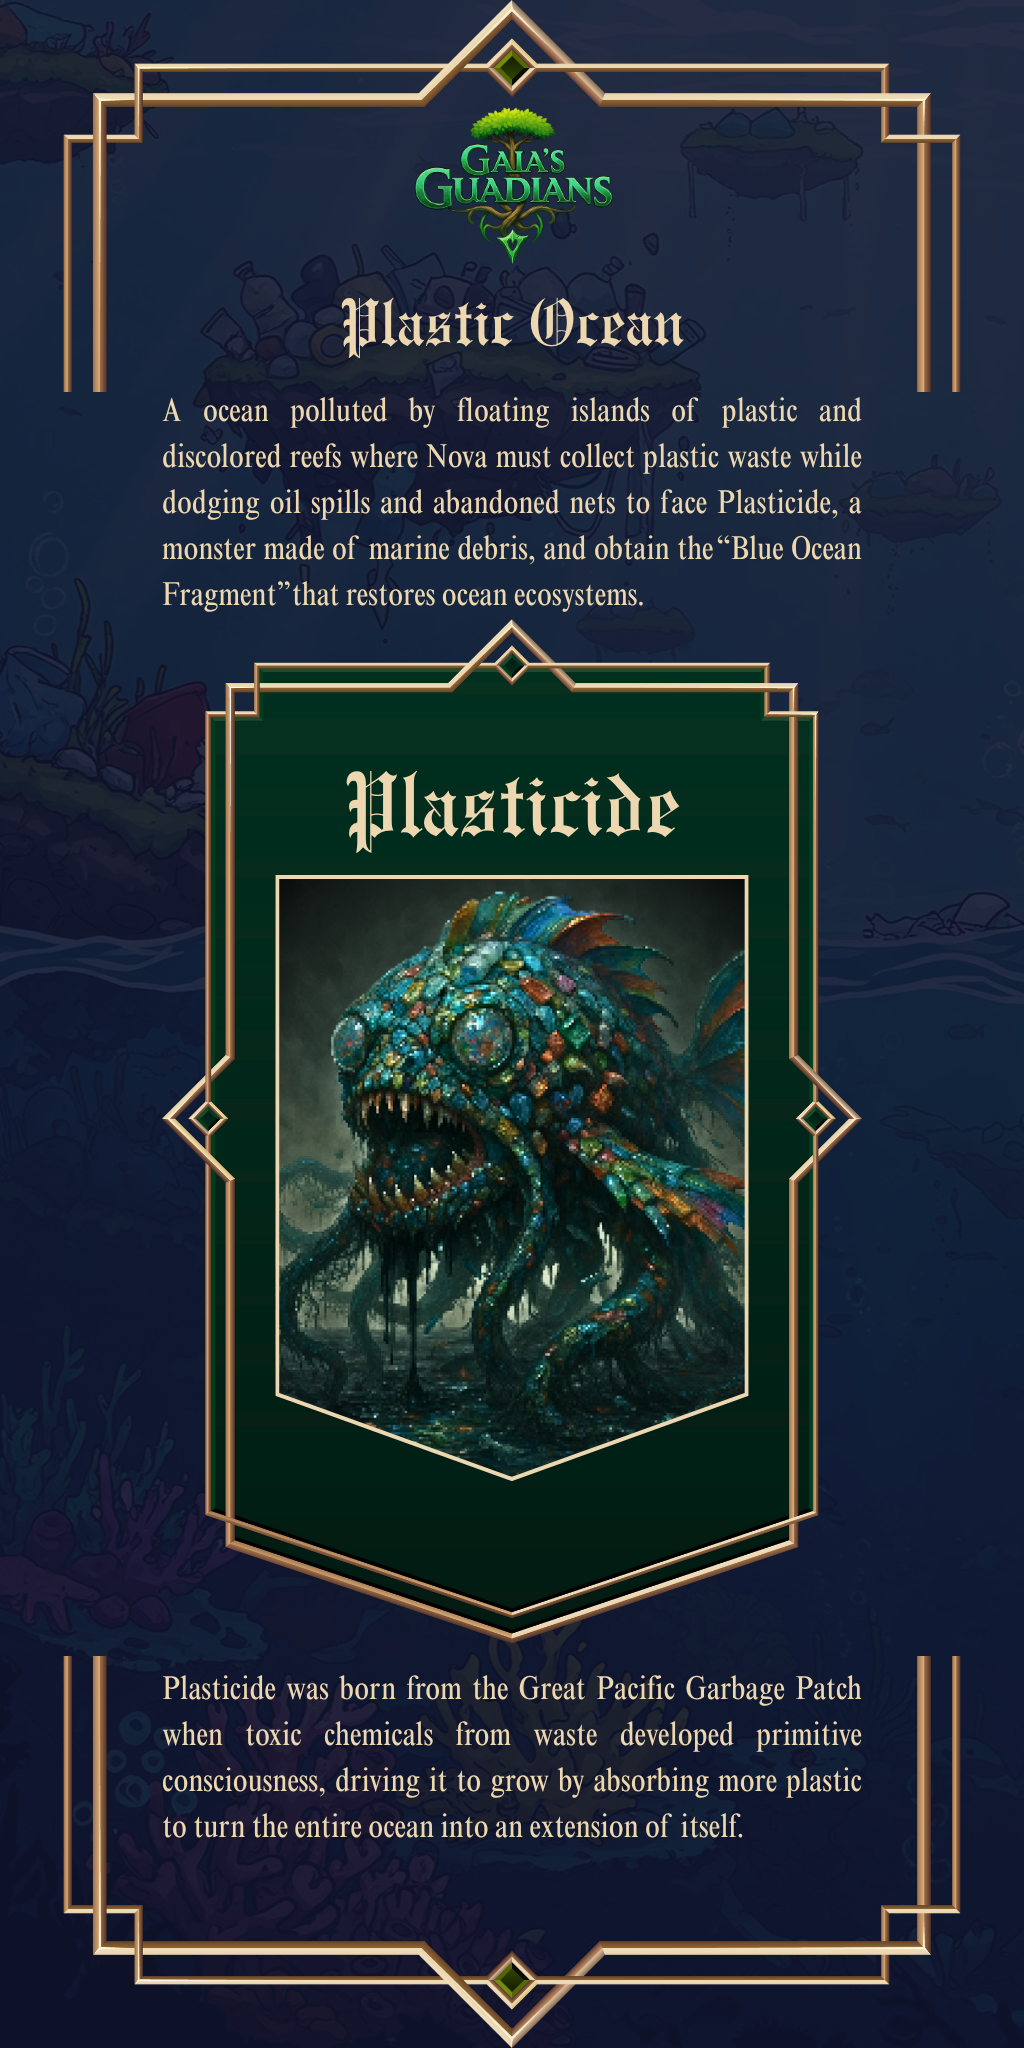 GAIA'S
GUADIANS
Plastic Ocean
A ocean polluted by floating islands of plastic and
discolored reefs where Nova must collect plastic waste while
dodging oil spills and abandoned nets to face Plasticide, a
monster made of marine debris, and obtain the “Blue Ocean
Fragment” that restores ocean ecosystems.
Plasticide
Plasticide was born from the Great Pacific Garbage Patch
when toxic chemicals from waste developed primitive
consciousness, driving it to grow by absorbing more plastic
to turn the entire ocean into an extension of itself.